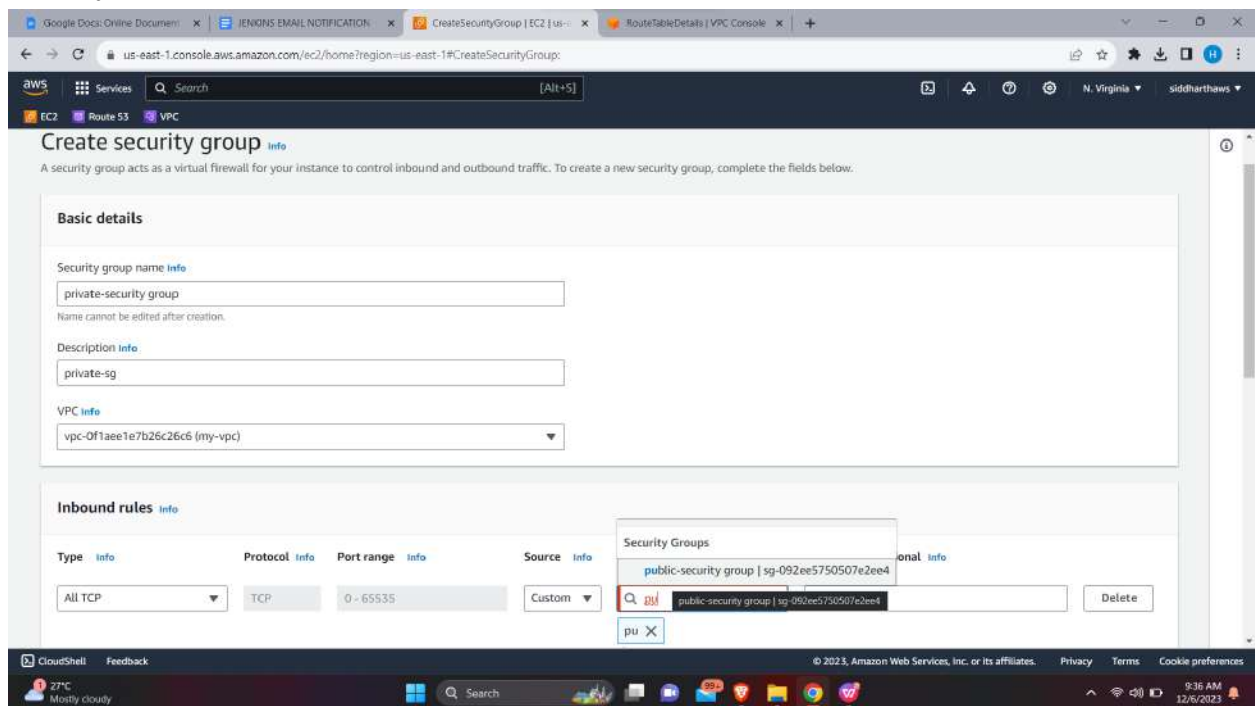 Google Docs: Online Document
JENKINS EMAIL NOTIFICATION
CreateSecurityGroup | EC2 | us-e
RouteTableDetails | VPC Console
us-east-1.console.aws.amazon.com/ec2/home?region=us-east-1#CreateSecurityGroup:
H
aws
Services
Search
[Alt+S]
N. Virginia
siddharthaws
EC2
Route 53
VPC
Create security group Info
A security group acts as a virtual firewall for your instance to control inbound and outbound traffic. To create a new security group, complete the fields below.
Basic details
Security group name Info
private-security group
Name cannot be edited after creation.
Description Info
private-sg
VPC Info
vpc-0f1aee1e7b26c26c6 (my-vpc)
Inbound rules Info
Security Groups
Type Info
Protocol Info
Port range Info
Source Info
onal Info
public-security group | sg-092ee5750507e2ee4
All TCP
TCP
0 - 65535
Custom
pu
public-security group | sg-092ee5750507e2ee4
Delete
pu
CloudShell
Feedback
© 2023, Amazon Web Services, Inc. or its affiliates.
Privacy
Terms
Cookie preferences
1
27°C
Mostly cloudy
Search
99+
9:36 AM
12/6/2023